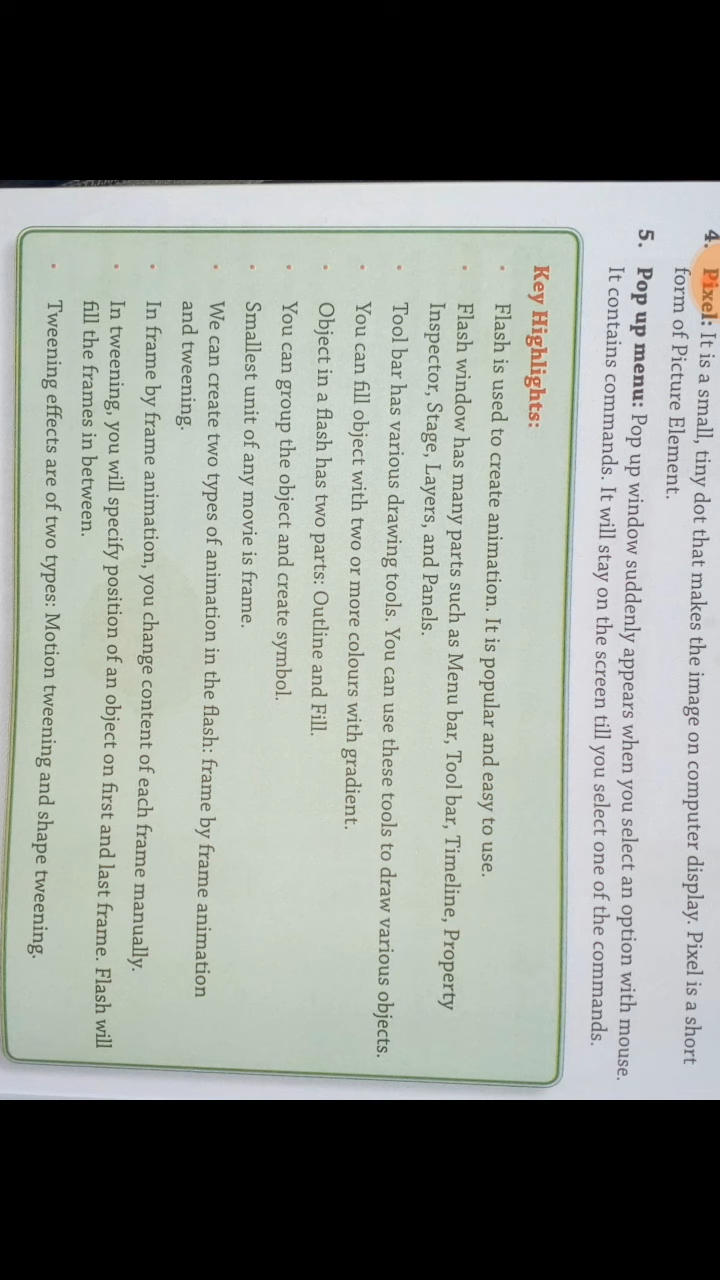 4. Pixel: It is a small, tiny dot that makes the image on computer display. Pixel is a short
form of Picture Element.
5. Pop up menu: Pop up window suddenly appears when you select an option with mouse.
It contains commands. It will stay on the screen till you select one of the commands.
Key Highlights:
• Flash is used to create animation. It is popular and easy to use.
• Flash window has many parts such as Menu bar, Tool bar, Timeline, Property
Inspector, Stage, Layers, and Panels.
• Tool bar has various drawing tools. You can use these tools to draw various objects.
• You can fill object with two or more colours with gradient.
• Object in a flash has two parts: Outline and Fill.
• You can group the object and create symbol.
• Smallest unit of any movie is frame.
• We can create two types of animation in the flash: frame by frame animation
and tweening.
• In frame by frame animation, you change content of each frame manually.
• In tweening, you will specify position of an object on first and last frame. Flash will
fill the frames in between.
• Tweening effects are of two types: Motion tweening and shape tweening.